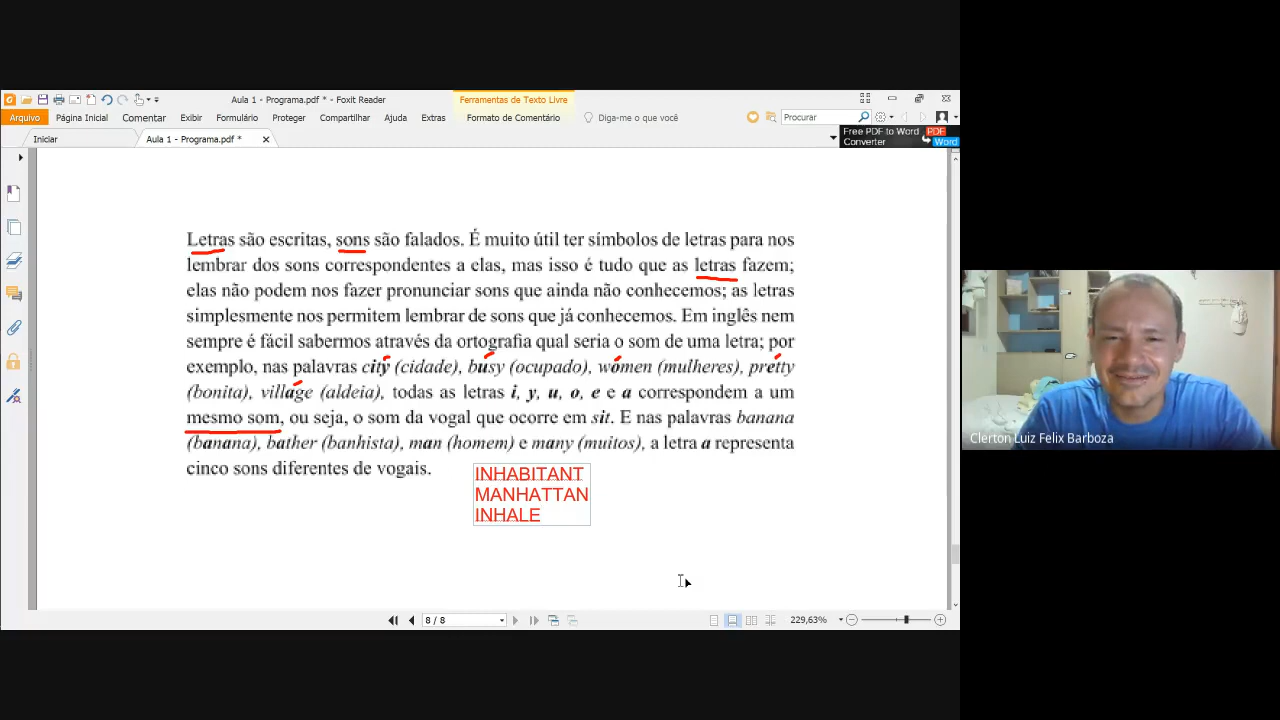 Aula 1 - Programa.pdf * - Foxit Reader
Ferramentas de Texto Livre
Arquivo Página Inicial Comentar Exibir Formulário Proteger Compartilhar Ajuda Extras Formato de Comentário Diga-me o que você Procurar
Iniciar Aula 1 - Programa.pdf *
Free PDF to Word
Converter
PDF
Word
Letras são escritas, sons são falados. É muito útil ter símbolos de letras para nos
lembrar dos sons correspondentes a elas, mas isso é tudo que as letras fazem;
elas não podem nos fazer pronunciar sons que ainda não conhecemos; as letras
simplesmente nos permitem lembrar de sons que já conhecemos. Em inglês nem
sempre é fácil sabermos através da ortografia qual seria o som de uma letra; por
exemplo, nas palavras city (cidade), busy (ocupado), women (mulheres), pretty
(bonita), village (aldeia), todas as letras i, y, u, o, e e a correspondem a um
mesmo som, ou seja, o som da vogal que ocorre em sit. E nas palavras banana
(banana), bather (banhista), man (homem) e many (muitos), a letra a representa
cinco sons diferentes de vogais.
INHABITANT
MANHATTAN
INHALE
Clerton Luiz Felix Barboza
8 / 8
229,63%